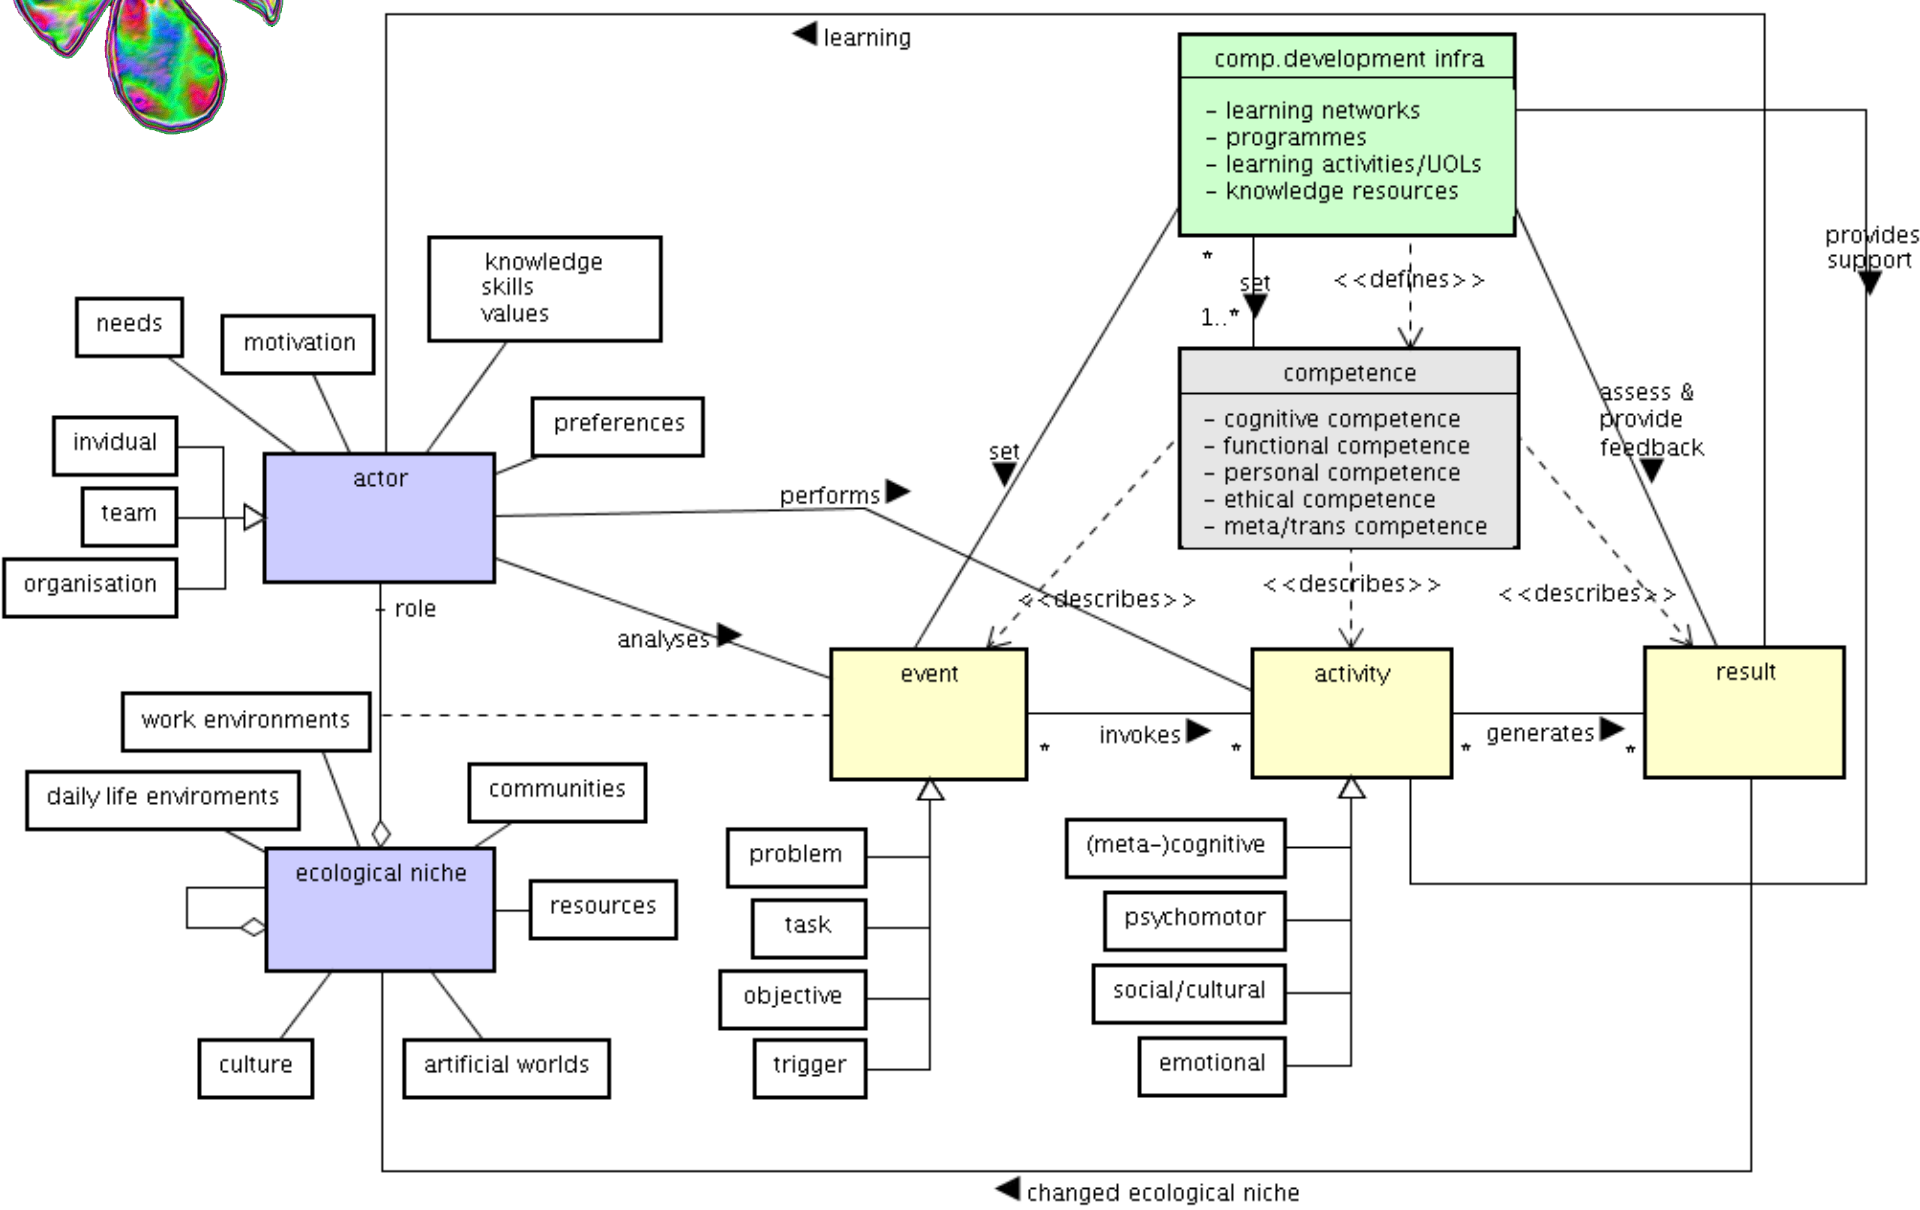 learning
comp.development infra
– learning networks
– programmes
– learning activities/UOLs
– knowledge resources
provides
support
*
set
<<defines>>
1..*
knowledge
skills
values
needs
motivation
competence
– cognitive competence
– functional competence
– personal competence
– ethical competence
– meta/trans competence
assess &
provide
feedback
preferences
invidual
set
actor
performs
team
organisation
role
<<describes>>
<<describes>>
<<describes>>
analyses
event
activity
result
work environments
invokes
generates
*
*
*
*
daily life enviroments
communities
problem
(meta-)cognitive
ecological niche
resources
task
psychomotor
objective
social/cultural
culture
artificial worlds
trigger
emotional
changed ecological niche